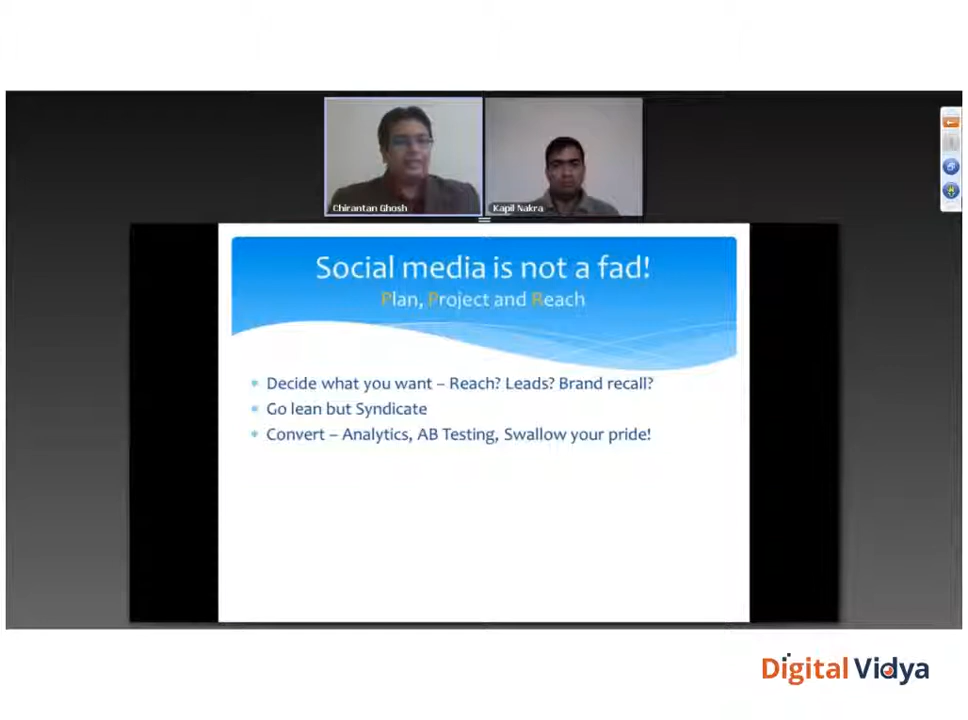 Chirantan Ghosh
Kapil Nakra
Social media is not a fad!
Plan, Project and Reach
Decide what you want – Reach? Leads? Brand recall?
Go lean but Syndicate
Convert – Analytics, AB Testing, Swallow your pride!
Digital Vidya